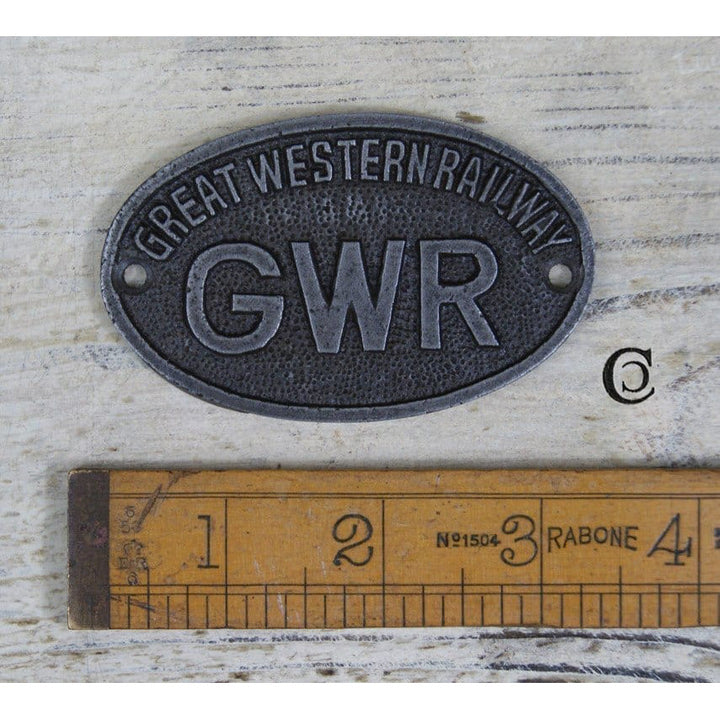 GREAT WESTERN RAILWAY
GWR
1 2 Nº1504 3 RABONE 4